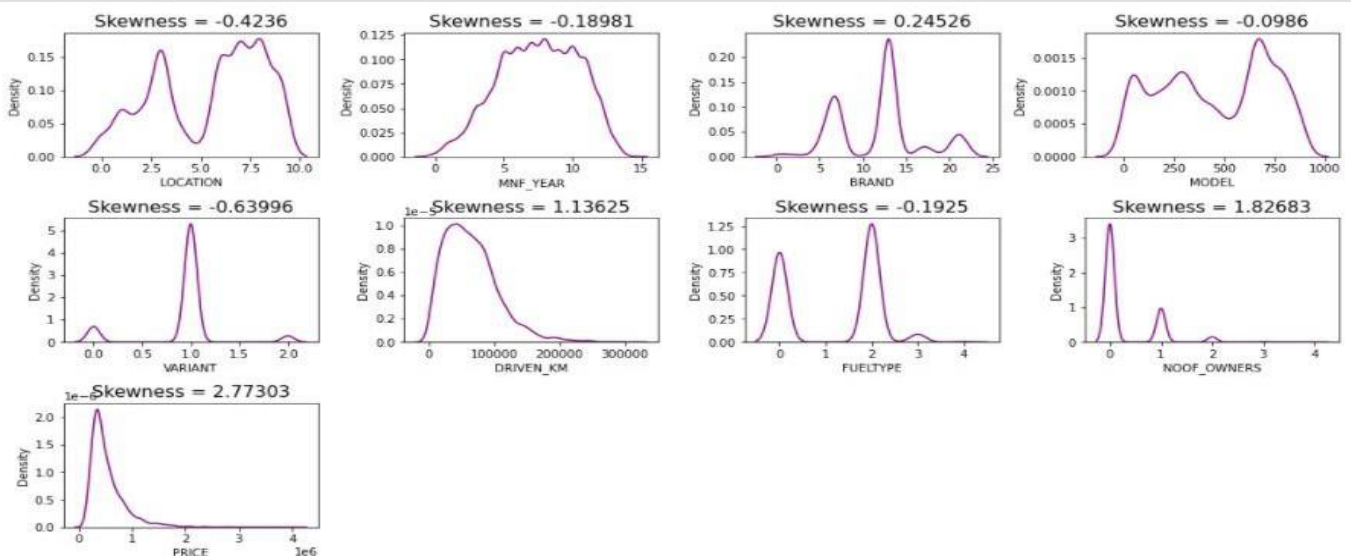 Skewness = -0.4236
Density
0.15
0.10
0.05
0.00
0.0 2.5 5.0 7.5 10.0
LOCATION
Skewness = -0.18981
Density
0.125
0.100
0.075
0.050
0.025
0.000
0 5 10 15
MNF_YEAR
Skewness = 0.24526
Density
0.20
0.15
0.10
0.05
0.00
0 5 10 15 20 25
BRAND
Skewness = -0.0986
Density
0.0015
0.0010
0.0005
0.0000
0 250 500 750 1000
MODEL
Skewness = -0.63996
Density
5
4
3
2
1
0
0.0 0.5 1.0 1.5 2.0
VARIANT
1e-5
Skewness = 1.13625
Density
1.0
0.8
0.6
0.4
0.2
0.0
0 100000 200000 300000
DRIVEN_KM
Skewness = -0.1925
Density
1.25
1.00
0.75
0.50
0.25
0.00
0 1 2 3 4
FUELTYPE
Skewness = 1.82683
Density
3
2
1
0
0 1 2 3 4
NOOF_OWNERS
1e-6
Skewness = 2.77303
Density
2.0
1.5
1.0
0.5
0.0
0 1 2 3 4
PRICE
1e6